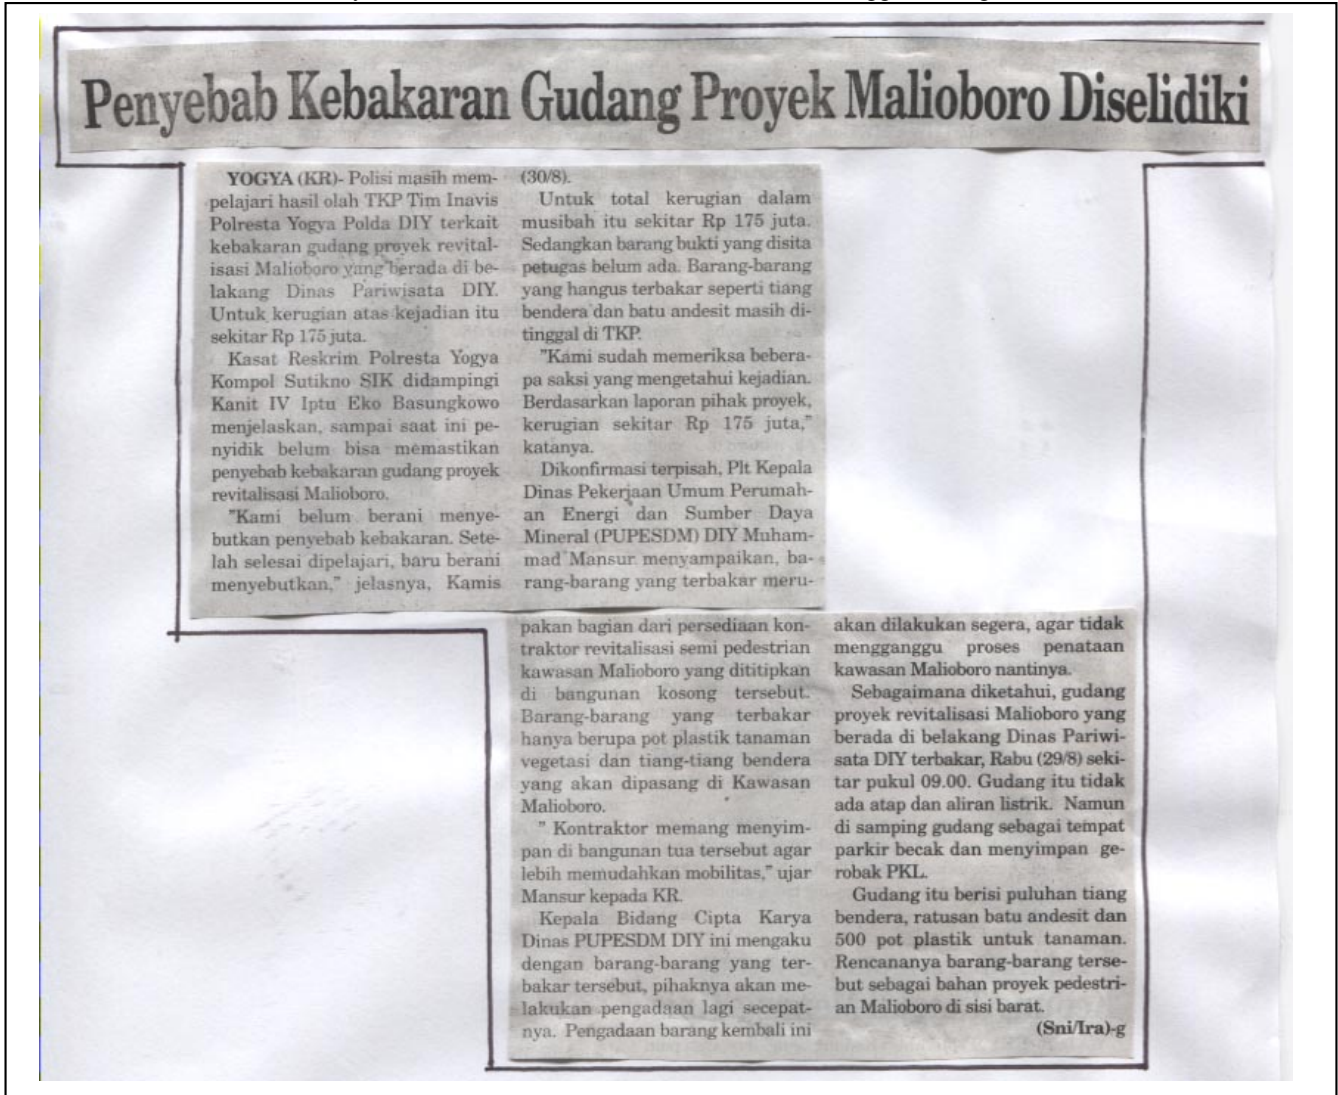 Penyebab Kebakaran Gudang Proyek Malioboro Diselidiki
YOGYA (KR)- Polisi masih mem-
pelajari hasil olah TKP Tim Inavis
Polresta Yogya Polda DIY terkait
kebakaran gudang proyek revital-
isasi Malioboro yang berada di be-
lakang Dinas Pariwisata DIY.
Untuk kerugian atas kejadian itu
sekitar Rp 175 juta.
Kasat Reskrim Polresta Yogya
Kompol Sutikno SIK didampingi
Kanit IV Iptu Eko Basungkowo
menjelaskan, sampai saat ini pe-
nyidik belum bisa memastikan
penyebab kebakaran gudang proyek
revitalisasi Malioboro.
"Kami belum berani menye-
butkan penyebab kebakaran. Sete-
lah selesai dipelajari, baru berani
menyebutkan," jelasnya, Kamis
(30/8).
Untuk total kerugian dalam
musibah itu sekitar Rp 175 juta.
Sedangkan barang bukti yang disita
petugas belum ada. Barang-barang
yang hangus terbakar seperti tiang
bendera dan batu andesit masih di-
tinggal di TKP.
"Kami sudah memeriksa bebera-
pa saksi yang mengetahui kejadian.
Berdasarkan laporan pihak proyek,
kerugian sekitar Rp 175 juta,"
katanya.
Dikonfirmasi terpisah, Plt Kepala
Dinas Pekerjaan Umum Perumah-
an Energi dan Sumber Daya
Mineral (PUPESDM) DIY Muham-
mad Mansur menyampaikan, ba-
rang-barang yang terbakar meru-
pakan bagian dari persediaan kon-
traktor revitalisasi semi pedestrian
kawasan Malioboro yang dititipkan
di bangunan kosong tersebut.
Barang-barang yang terbakar
hanya berupa pot plastik tanaman
vegetasi dan tiang-tiang bendera
yang akan dipasang di Kawasan
Malioboro.
" Kontraktor memang menyim-
pan di bangunan tua tersebut agar
lebih memudahkan mobilitas," ujar
Mansur kepada KR.
Kepala Bidang Cipta Karya
Dinas PUPESDM DIY ini mengaku
dengan barang-barang yang ter-
bakar tersebut, pihaknya akan me-
lakukan pengadaan lagi secepat-
nya. Pengadaan barang kembali ini
akan dilakukan segera, agar tidak
mengganggu proses penataan
kawasan Malioboro nantinya.
Sebagaimana diketahui, gudang
proyek revitalisasi Malioboro yang
berada di belakang Dinas Pariwi-
sata DIY terbakar, Rabu (29/8) seki-
tar pukul 09.00. Gudang itu tidak
ada atap dan aliran listrik. Namun
di samping gudang sebagai tempat
parkir becak dan menyimpan ge-
robak PKL.
Gudang itu berisi puluhan tiang
bendera, ratusan batu andesit dan
500 pot plastik untuk tanaman.
Rencananya barang-barang terse-
but sebagai bahan proyek pedestri-
an Malioboro di sisi barat.
(Sni/Ira)-g